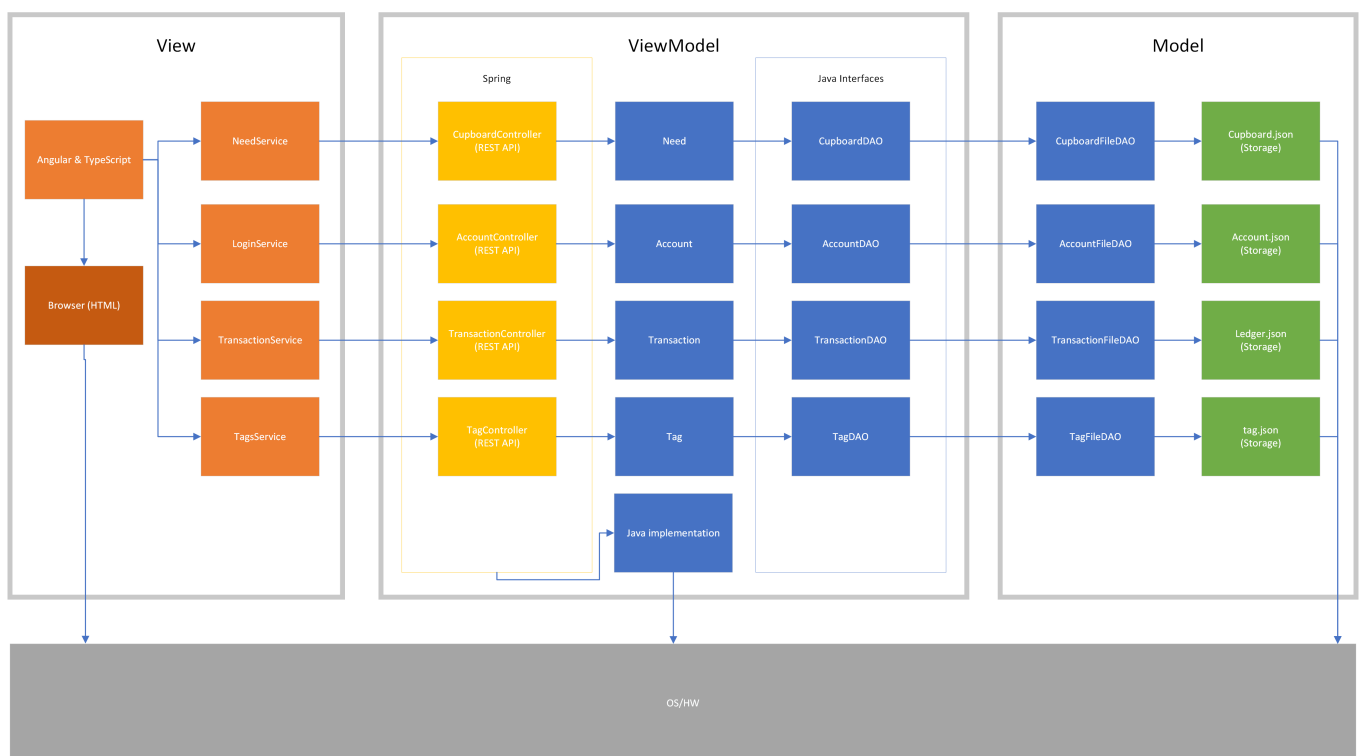 View
ViewModel
Model
Spring
Java Interfaces
Angular & TypeScript
NeedService
CupboardController
(REST API)
Need
CupboardDAO
CupboardFileDAO
Cupboard.json
(Storage)
LoginService
AccountController
(REST API)
Account
AccountDAO
AccountFileDAO
Account.json
(Storage)
Browser (HTML)
TransactionService
TransactionController
(REST API)
Transaction
TransactionDAO
TransactionFileDAO
Ledger.json
(Storage)
TagsService
TagController
(REST API)
Tag
TagDAO
TagFileDAO
tag.json
(Storage)
Java implementation
OS/HW